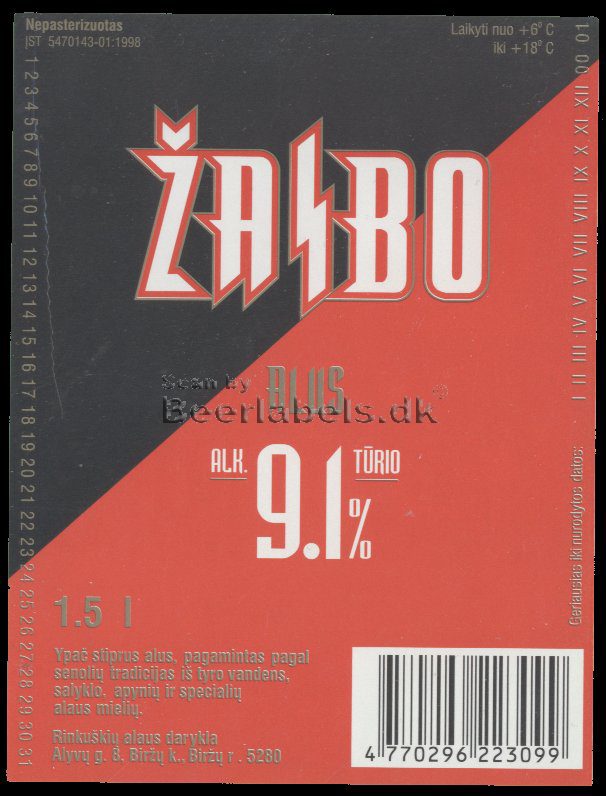 Nepasterizuotas
ĮST 5470143-01:1998
Laikyti nuo +6° C
iki +18° C
1 2 3 4 5 6 7 8 9 10 11 12 13 14 15 16 17 18 19 20 21 22 23 24 25 26 27 28 29 30 31
ŽAIBO
ALUS
Scan by
Beerlabels.dk
ALK. 9.1% TŪRIO
I II III IV V VI VII VIII IX X XI XII 00 01
Geriausias iki nurodytos datos:
1.5 l
Ypač stiprus alus, pagamintas pagal
senolių tradicijas iš tyro vandens,
salyklo, apynių ir specialių
alaus mielių.
Rinkuškių alaus darykla
Alyvų g. 8, Biržų k., Biržų r. 5280
4 770296 223099